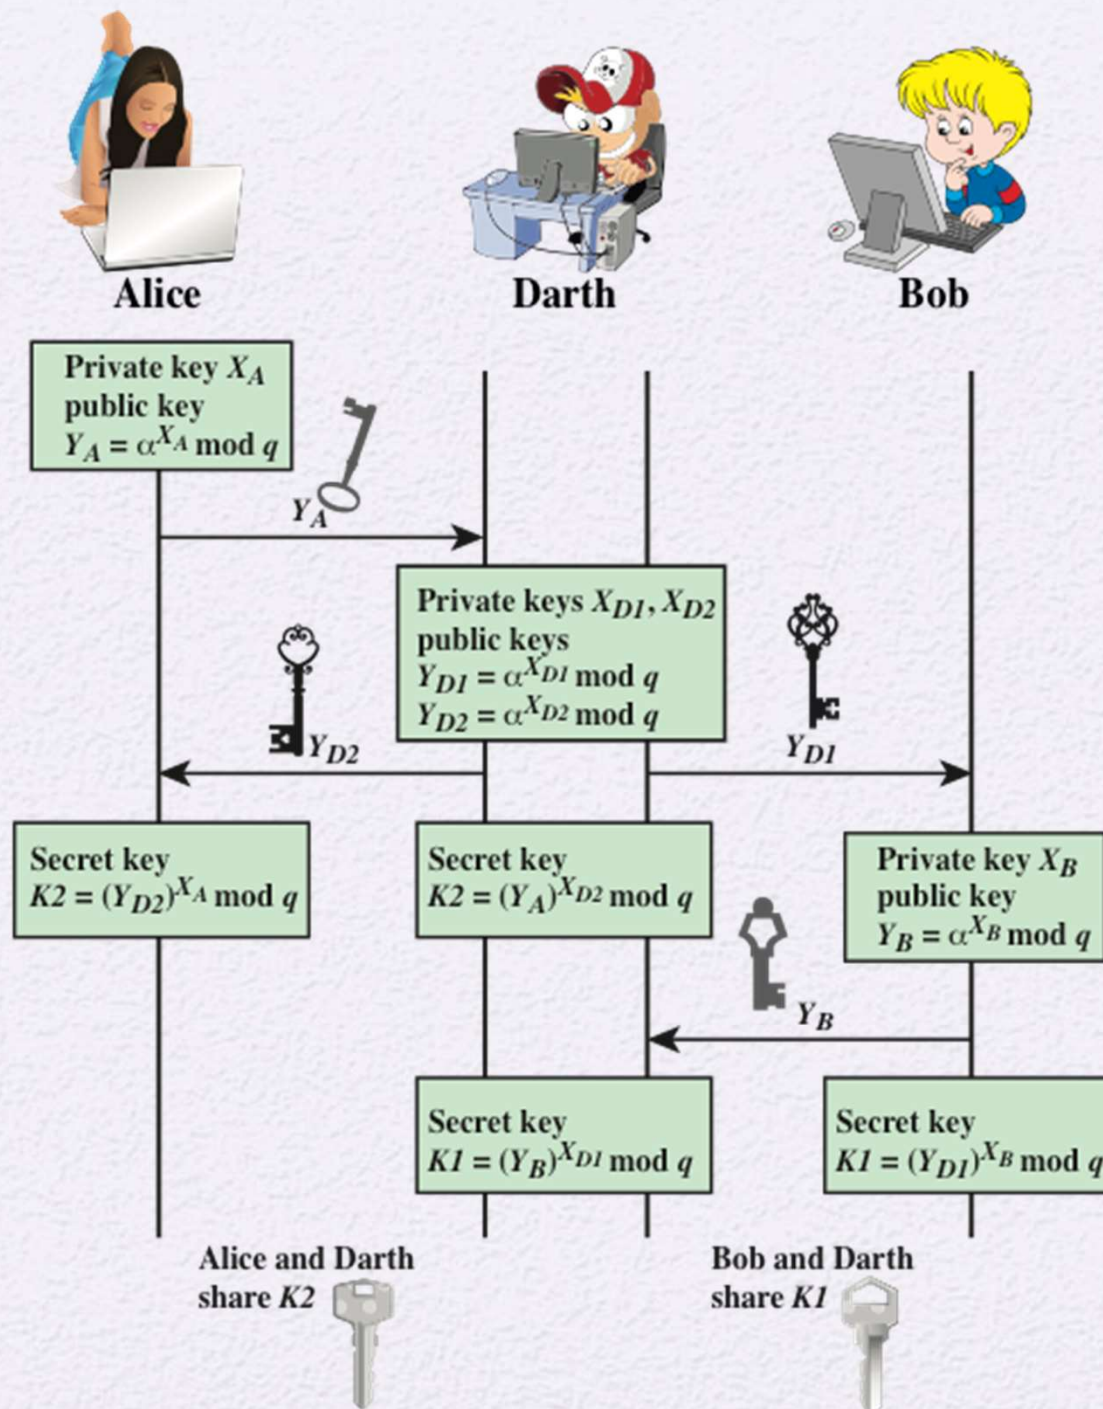 Alice
Darth
Bob
Private key X_A
public key
Y_A = α^{X_A} mod q
Y_A
Private keys X_{D1}, X_{D2}
public keys
Y_{D1} = α^{X_{D1}} mod q
Y_{D2} = α^{X_{D2}} mod q
Y_{D2}
Y_{D1}
Secret key
K2 = (Y_{D2})^{X_A} mod q
Secret key
K2 = (Y_A)^{X_{D2}} mod q
Private key X_B
public key
Y_B = α^{X_B} mod q
Y_B
Secret key
K1 = (Y_B)^{X_{D1}} mod q
Secret key
K1 = (Y_{D1})^{X_B} mod q
Alice and Darth
share K2
Bob and Darth
share K1